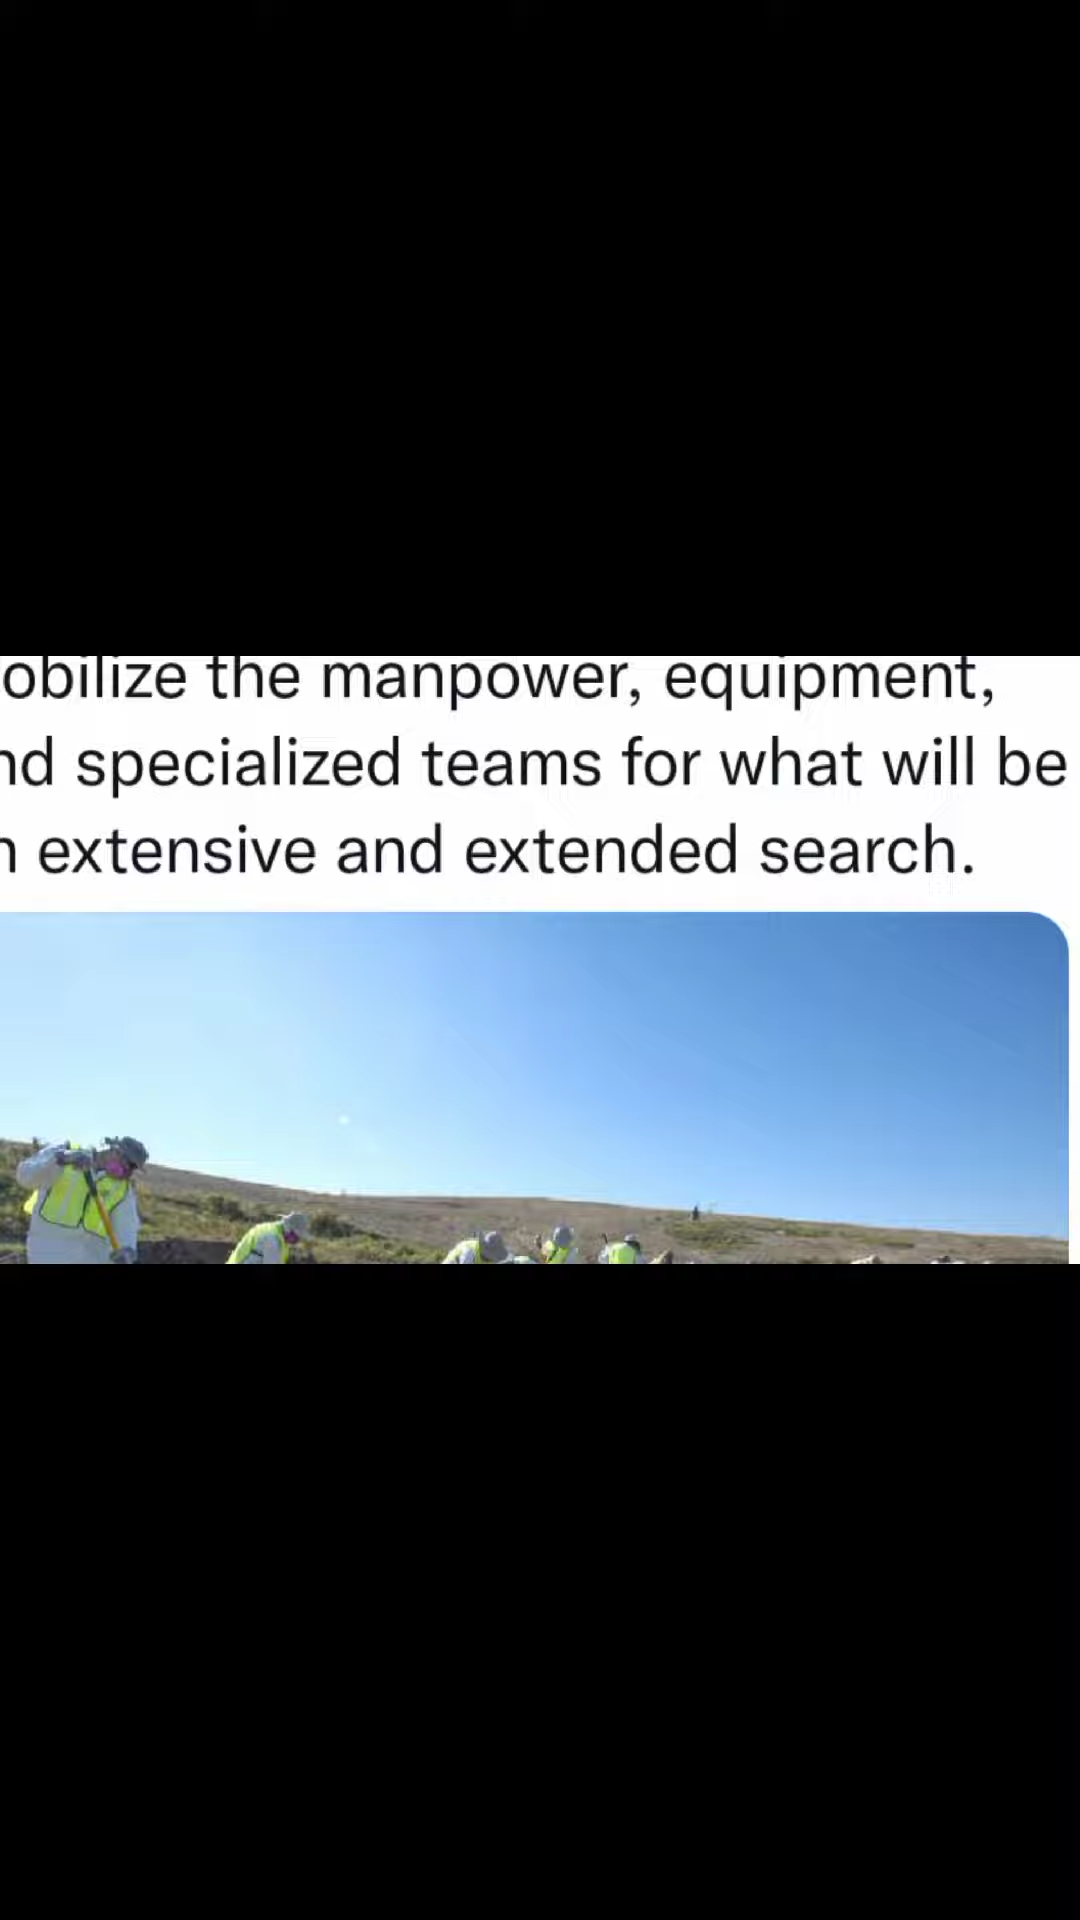 obilize the manpower, equipment,
nd specialized teams for what will be
n extensive and extended search.